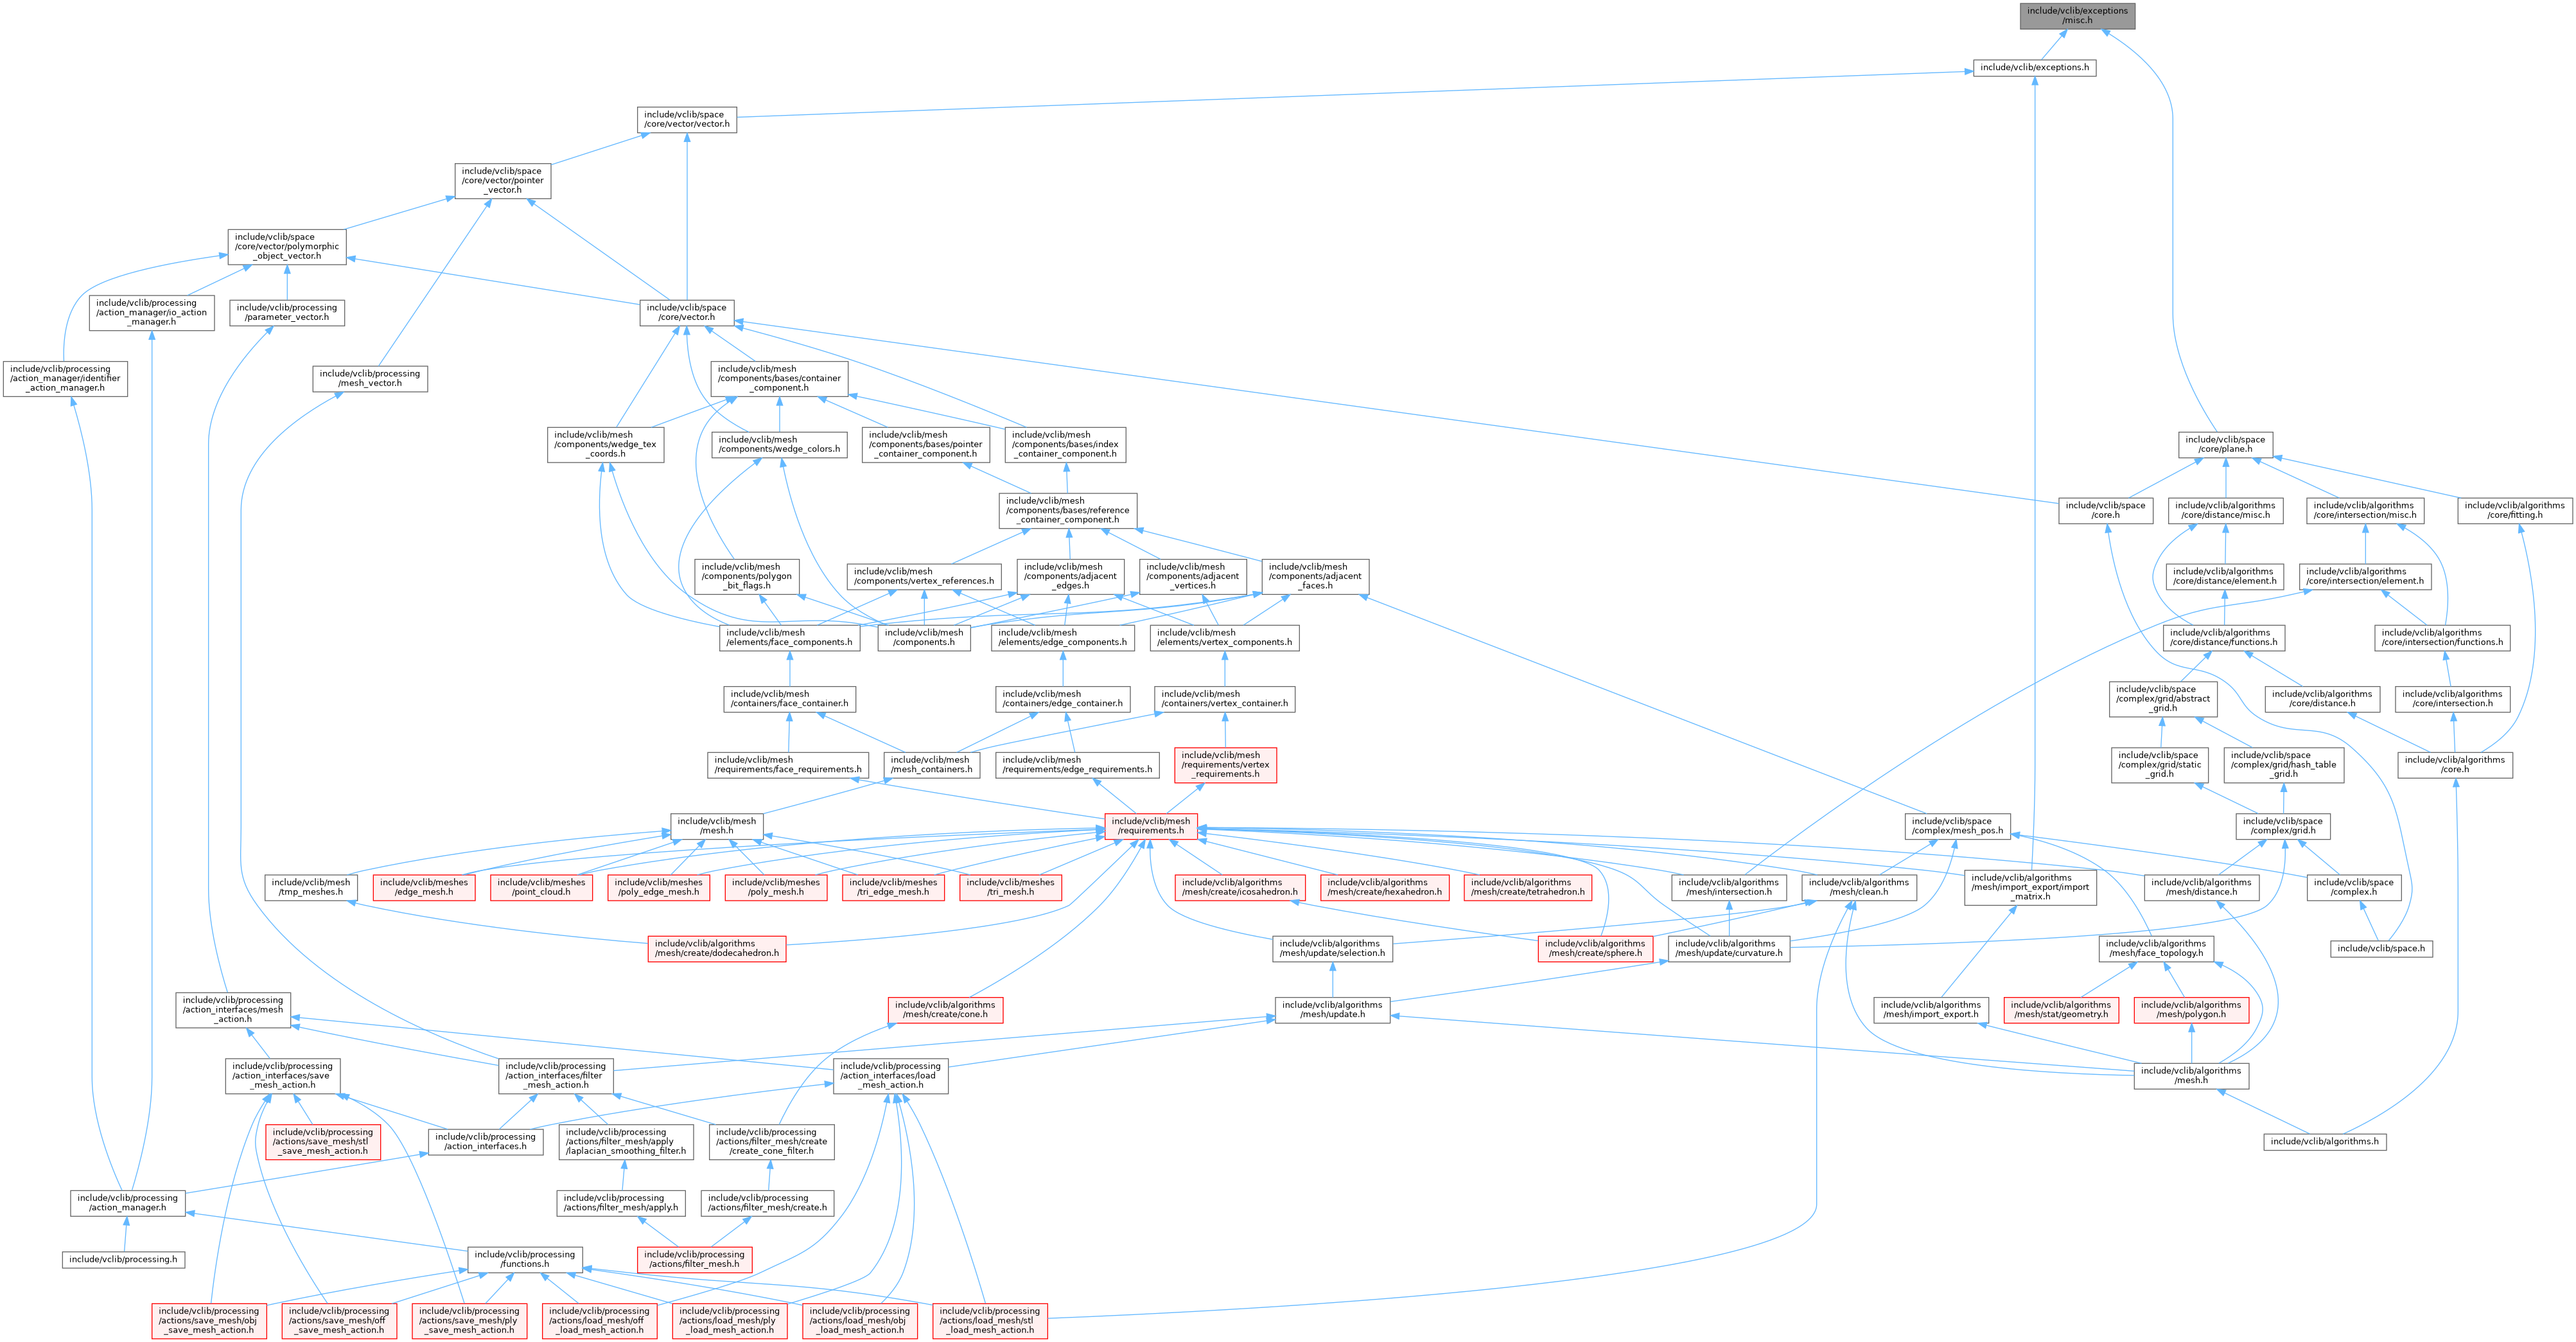 include/vclib/exceptions
/misc.h
include/vclib/exceptions.h
include/vclib/space
/core/vector/vector.h
include/vclib/space
/core/vector/pointer
_vector.h
include/vclib/space
/core/vector/polymorphic
_object_vector.h
include/vclib/processing
/action_manager/io_action
_manager.h
include/vclib/processing
/parameter_vector.h
include/vclib/space
/core/vector.h
include/vclib/processing
/action_manager/identifier
_action_manager.h
include/vclib/processing
/mesh_vector.h
include/vclib/mesh
/components/bases/container
_component.h
include/vclib/mesh
/components/wedge_tex
_coords.h
include/vclib/mesh
/components/wedge_colors.h
include/vclib/mesh
/components/bases/pointer
_container_component.h
include/vclib/mesh
/components/bases/index
_container_component.h
include/vclib/space
/core/plane.h
include/vclib/mesh
/components/bases/reference
_container_component.h
include/vclib/space
/core.h
include/vclib/algorithms
/core/distance/misc.h
include/vclib/algorithms
/core/intersection/misc.h
include/vclib/algorithms
/core/fitting.h
include/vclib/mesh
/components/polygon
_bit_flags.h
include/vclib/mesh
/components/vertex_references.h
include/vclib/mesh
/components/adjacent
_edges.h
include/vclib/mesh
/components/adjacent
_vertices.h
include/vclib/mesh
/components/adjacent
_faces.h
include/vclib/algorithms
/core/distance/element.h
include/vclib/algorithms
/core/intersection/element.h
include/vclib/mesh
/elements/face_components.h
include/vclib/mesh
/components.h
include/vclib/mesh
/elements/edge_components.h
include/vclib/mesh
/elements/vertex_components.h
include/vclib/algorithms
/core/distance/functions.h
include/vclib/algorithms
/core/intersection/functions.h
include/vclib/mesh
/containers/face_container.h
include/vclib/mesh
/containers/edge_container.h
include/vclib/mesh
/containers/vertex_container.h
include/vclib/space
/complex/grid/abstract
_grid.h
include/vclib/algorithms
/core/distance.h
include/vclib/algorithms
/core/intersection.h
include/vclib/mesh
/requirements/face_requirements.h
include/vclib/mesh
/mesh_containers.h
include/vclib/mesh
/requirements/edge_requirements.h
include/vclib/mesh
/requirements/vertex
_requirements.h
include/vclib/space
/complex/grid/static
_grid.h
include/vclib/space
/complex/grid/hash_table
_grid.h
include/vclib/algorithms
/core.h
include/vclib/mesh
/mesh.h
include/vclib/mesh
/requirements.h
include/vclib/space
/complex/mesh_pos.h
include/vclib/space
/complex/grid.h
include/vclib/mesh
/tmp_meshes.h
include/vclib/meshes
/edge_mesh.h
include/vclib/meshes
/point_cloud.h
include/vclib/meshes
/poly_edge_mesh.h
include/vclib/meshes
/poly_mesh.h
include/vclib/meshes
/tri_edge_mesh.h
include/vclib/meshes
/tri_mesh.h
include/vclib/algorithms
/mesh/create/icosahedron.h
include/vclib/algorithms
/mesh/create/hexahedron.h
include/vclib/algorithms
/mesh/create/tetrahedron.h
include/vclib/algorithms
/mesh/intersection.h
include/vclib/algorithms
/mesh/clean.h
include/vclib/algorithms
/mesh/import_export/import
_matrix.h
include/vclib/algorithms
/mesh/distance.h
include/vclib/space
/complex.h
include/vclib/algorithms
/mesh/create/dodecahedron.h
include/vclib/algorithms
/mesh/update/selection.h
include/vclib/algorithms
/mesh/create/sphere.h
include/vclib/algorithms
/mesh/update/curvature.h
include/vclib/algorithms
/mesh/face_topology.h
include/vclib/space.h
include/vclib/processing
/action_interfaces/mesh
_action.h
include/vclib/algorithms
/mesh/create/cone.h
include/vclib/algorithms
/mesh/update.h
include/vclib/algorithms
/mesh/import_export.h
include/vclib/algorithms
/mesh/stat/geometry.h
include/vclib/algorithms
/mesh/polygon.h
include/vclib/processing
/action_interfaces/save
_mesh_action.h
include/vclib/processing
/action_interfaces/filter
_mesh_action.h
include/vclib/processing
/action_interfaces/load
_mesh_action.h
include/vclib/algorithms
/mesh.h
include/vclib/processing
/actions/save_mesh/stl
_save_mesh_action.h
include/vclib/processing
/action_interfaces.h
include/vclib/processing
/actions/filter_mesh/apply
/laplacian_smoothing_filter.h
include/vclib/processing
/actions/filter_mesh/create
/create_cone_filter.h
include/vclib/algorithms.h
include/vclib/processing
/action_manager.h
include/vclib/processing
/actions/filter_mesh/apply.h
include/vclib/processing
/actions/filter_mesh/create.h
include/vclib/processing.h
include/vclib/processing
/functions.h
include/vclib/processing
/actions/filter_mesh.h
include/vclib/processing
/actions/save_mesh/obj
_save_mesh_action.h
include/vclib/processing
/actions/save_mesh/off
_save_mesh_action.h
include/vclib/processing
/actions/save_mesh/ply
_save_mesh_action.h
include/vclib/processing
/actions/load_mesh/off
_load_mesh_action.h
include/vclib/processing
/actions/load_mesh/ply
_load_mesh_action.h
include/vclib/processing
/actions/load_mesh/obj
_load_mesh_action.h
include/vclib/processing
/actions/load_mesh/stl
_load_mesh_action.h